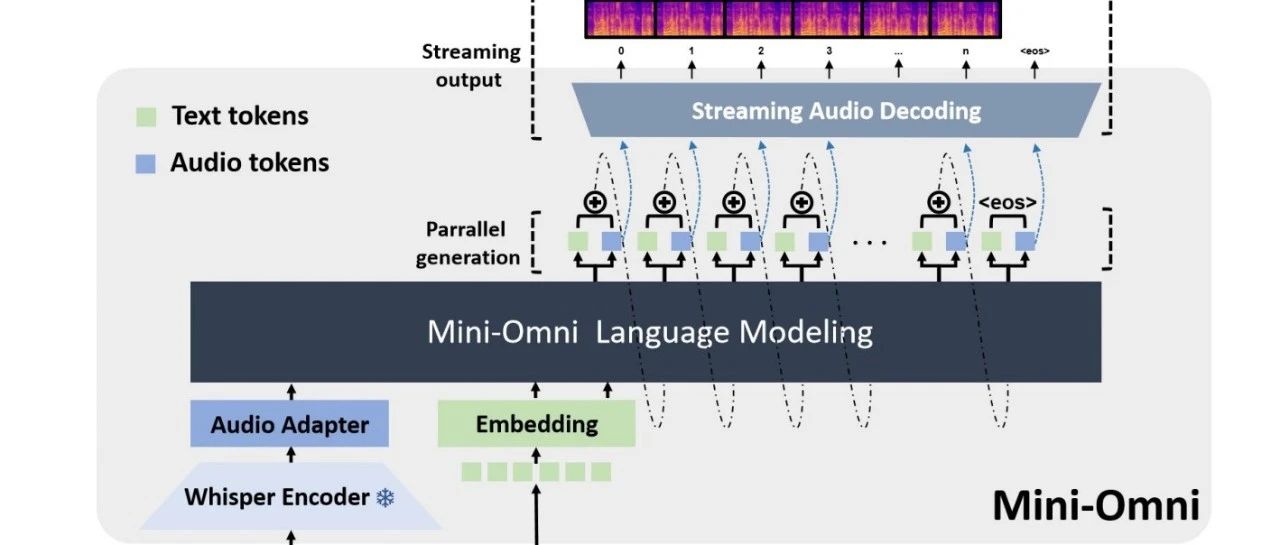 Streaming
output
0 1 2 3 ... n <eos>
Streaming Audio Decoding
Text tokens
Audio tokens
<eos>
Parrallel
generation
...
Mini-Omni Language Modeling
Audio Adapter
Embedding
Whisper Encoder
Mini-Omni